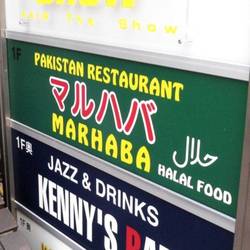 Join The Show
1F
PAKISTAN RESTAURANT
マルハバ
MARHABA
حلال
HALAL FOOD
1F奥
JAZZ & DRINKS
KENNY'S